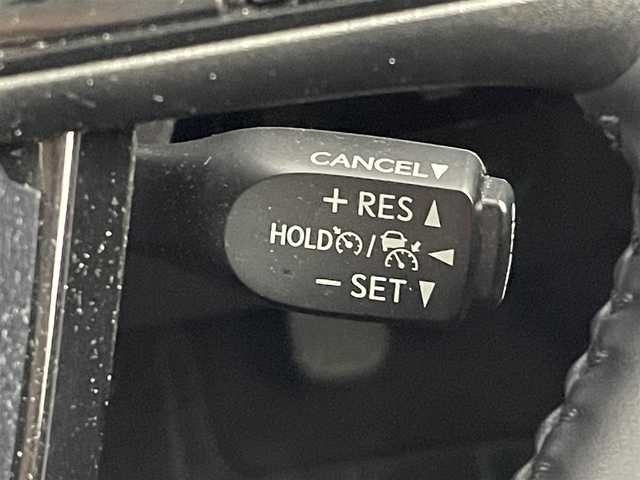 CANCEL▼
+ RES ▲
HOLD / ◀
− SET ▼